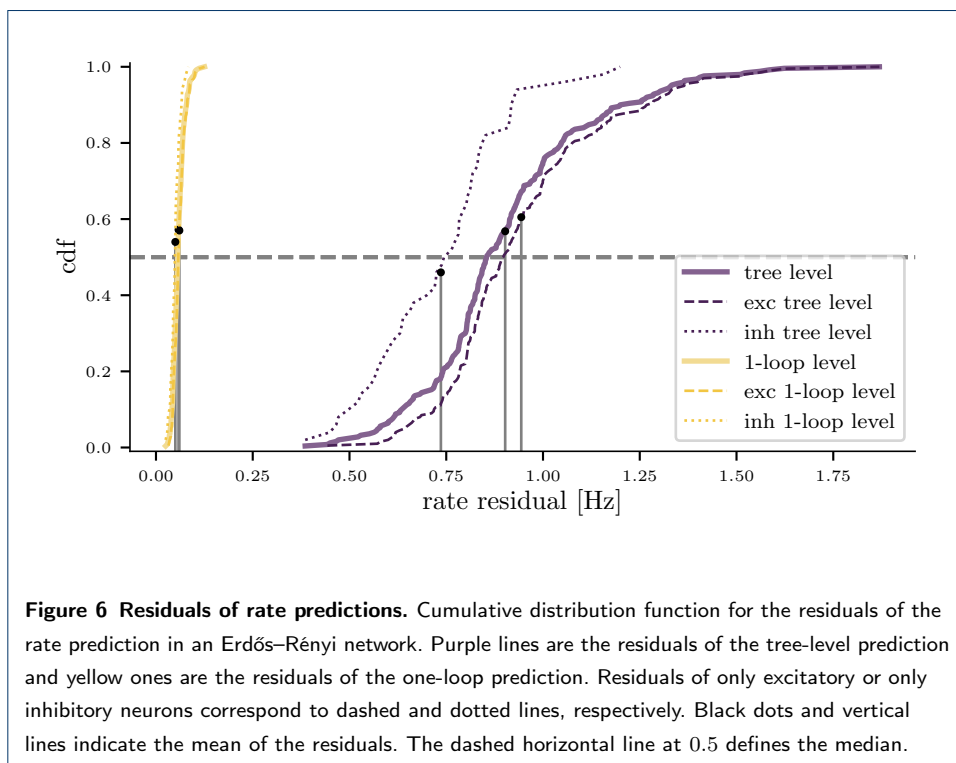 1.0
0.8
0.6
0.4
0.2
0.0
cdf
0.00 0.25 0.50 0.75 1.00 1.25 1.50 1.75
rate residual [Hz]
tree level
exc tree level
inh tree level
1-loop level
exc 1-loop level
inh 1-loop level
Figure 6 Residuals of rate predictions. Cumulative distribution function for the residuals of the
rate prediction in an Erdős–Rényi network. Purple lines are the residuals of the tree-level prediction
and yellow ones are the residuals of the one-loop prediction. Residuals of only excitatory or only
inhibitory neurons correspond to dashed and dotted lines, respectively. Black dots and vertical
lines indicate the mean of the residuals. The dashed horizontal line at 0.5 defines the median.